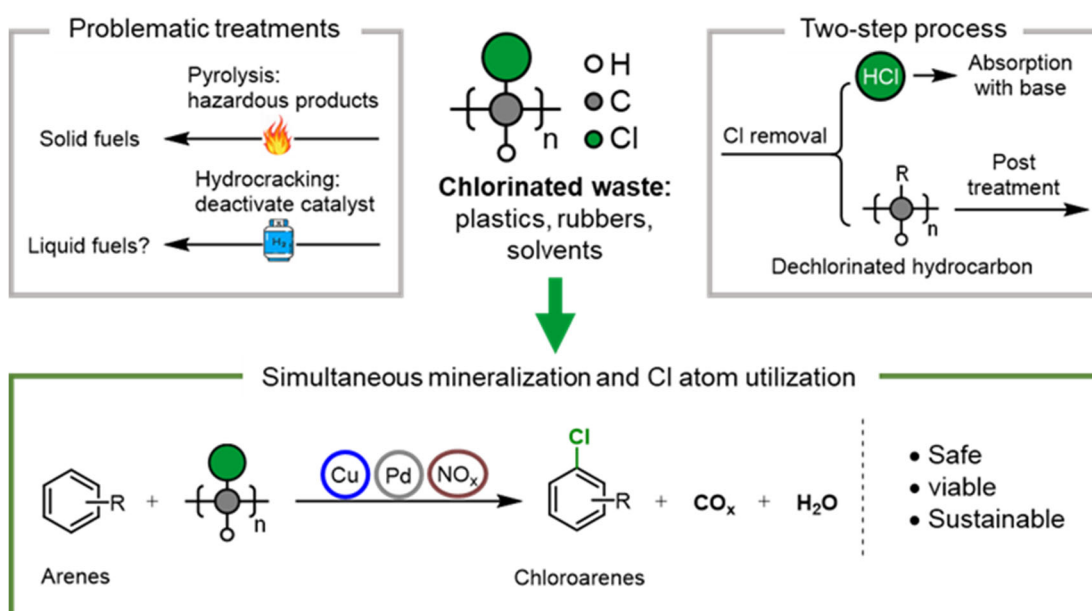 Problematic treatments
Pyrolysis:
hazardous products
Solid fuels
Hydrocracking:
deactivate catalyst
H₂
Liquid fuels?
n
H
C
Cl
Chlorinated waste:
plastics, rubbers,
solvents
Two-step process
HCl
Absorption
with base
Cl removal
R
n
Post
treatment
Dechlorinated hydrocarbon
Simultaneous mineralization and Cl atom utilization
R
+
n
Cu
Pd
NOₓ
Cl
R
+
COₓ
+
H₂O
Arenes
Chloroarenes
• Safe
• viable
• Sustainable